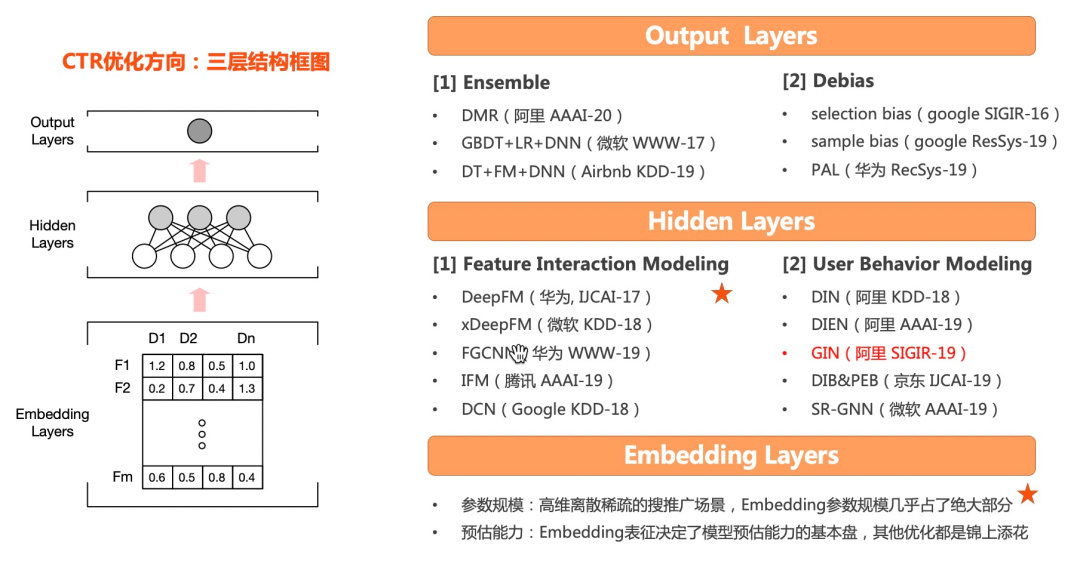 CTR优化方向：三层结构框图
Output
Layers
Hidden
Layers
D1 D2 Dn
F1 1.2 0.8 0.5 1.0
F2 0.2 0.7 0.4 1.3
Embedding
Layers
Fm 0.6 0.5 0.8 0.4
Output Layers
[1] Ensemble
• DMR（阿里 AAAI-20）
• GBDT+LR+DNN（微软 WWW-17）
• DT+FM+DNN（Airbnb KDD-19）
[2] Debias
• selection bias（google SIGIR-16）
• sample bias（google ResSys-19）
• PAL（华为 RecSys-19）
Hidden Layers
[1] Feature Interaction Modeling
• DeepFM（华为, IJCAI-17）
• xDeepFM（微软 KDD-18）
• FGCNN 华为 WWW-19）
• IFM（腾讯 AAAI-19）
• DCN（Google KDD-18）
[2] User Behavior Modeling
• DIN（阿里 KDD-18）
• DIEN（阿里 AAAI-19）
• GIN（阿里 SIGIR-19）
• DIB&PEB（京东 IJCAI-19）
• SR-GNN（微软 AAAI-19）
Embedding Layers
• 参数规模：高维离散稀疏的搜推广场景，Embedding参数规模几乎占了绝大部分
• 预估能力：Embedding表征决定了模型预估能力的基本盘，其他优化都是锦上添花